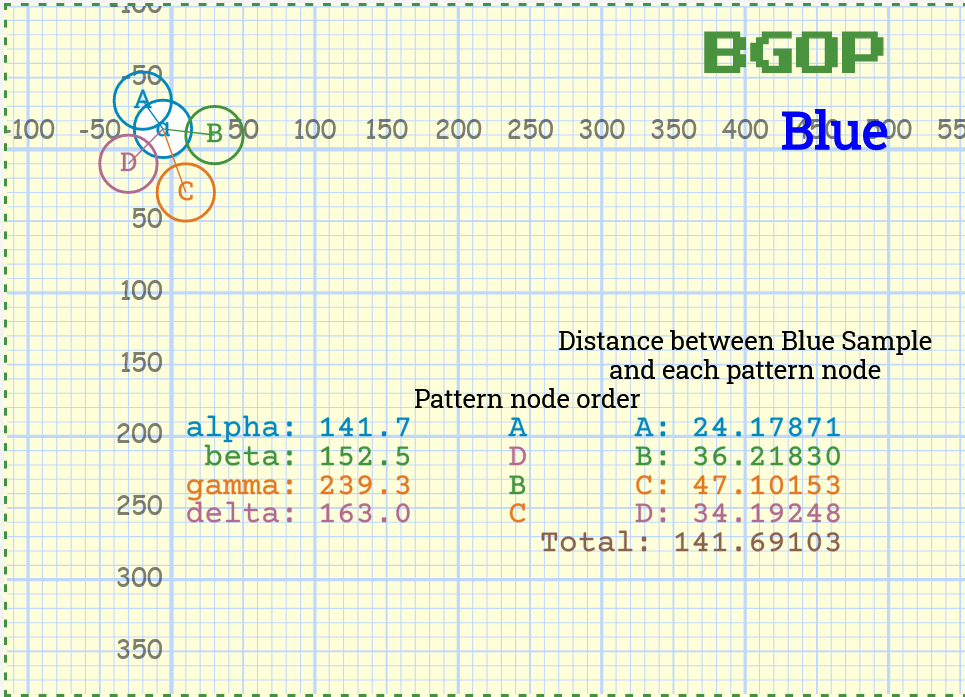 100
BGOP
-50
A
Blue
-100 -50 α B 50 100 150 200 250 300 350 400 450 500 550
D
C
50
100
150
Distance between Blue Sample
and each pattern node
Pattern node order
200 alpha: 141.7 A A: 24.17871
beta: 152.5 D B: 36.21830
gamma: 239.3 B C: 47.10153
250 delta: 163.0 C D: 34.19248
Total: 141.69103
300
350